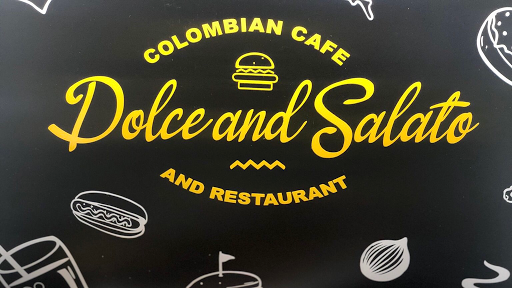 COLOMBIAN CAFE
Dolce and Salato
AND RESTAURANT